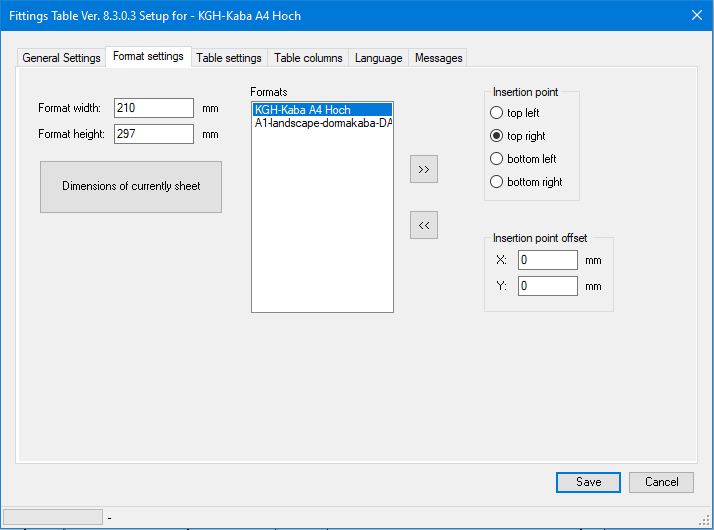 Fittings Table Ver. 8.3.0.3 Setup for - KGH-Kaba A4 Hoch
General Settings Format settings Table settings Table columns Language Messages
Format width: 210 mm
Format height: 297 mm
Dimensions of currently sheet
Formats
KGH-Kaba A4 Hoch
A1-landscape-dormakaba-DA
>>
<<
Insertion point
top left
top right
bottom left
bottom right
Insertion point offset
X: 0 mm
Y: 0 mm
Save Cancel
-